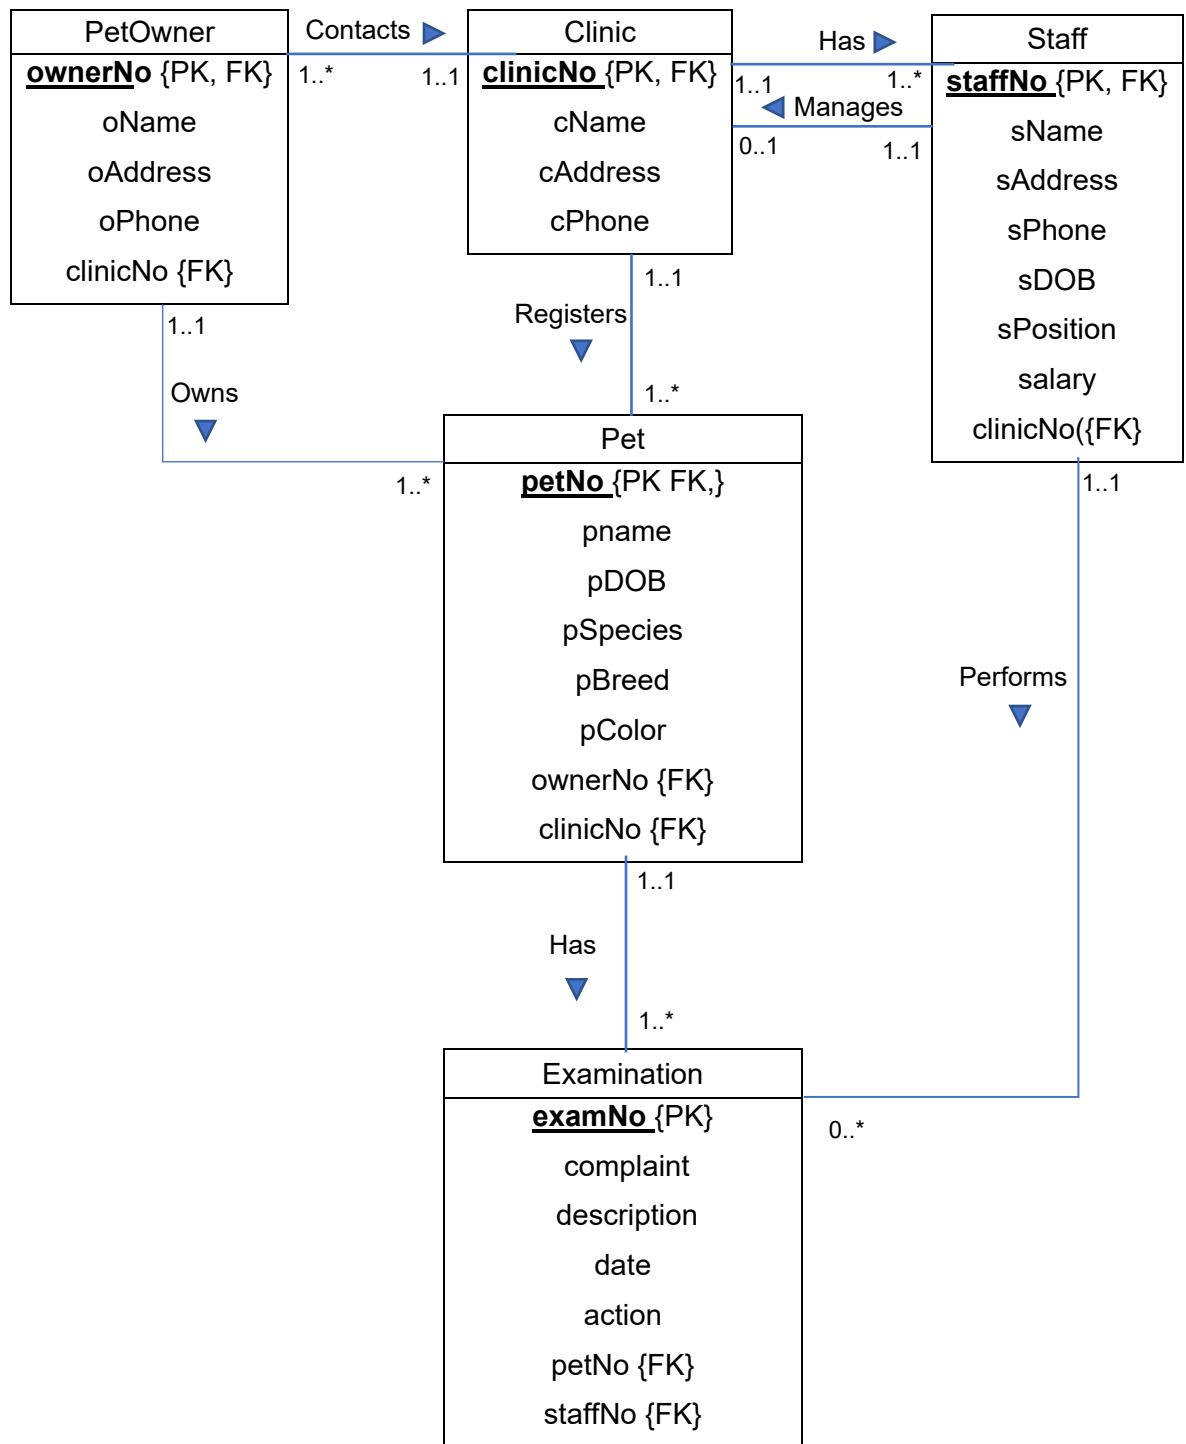 PetOwner
ownerNo {PK, FK}
oName
oAddress
oPhone
clinicNo {FK}
Contacts
1..*
1..1
Clinic
clinicNo {PK, FK}
cName
cAddress
cPhone
Has
1..1
1..*
Manages
0..1
1..1
Staff
staffNo {PK, FK}
sName
sAddress
sPhone
sDOB
sPosition
salary
clinicNo({FK}
1..1
Owns
1..*
1..1
Registers
1..*
Pet
petNo {PK FK,}
pname
pDOB
pSpecies
pBreed
pColor
ownerNo {FK}
clinicNo {FK}
1..1
Performs
0..*
1..1
Has
1..*
Examination
examNo {PK}
complaint
description
date
action
petNo {FK}
staffNo {FK}